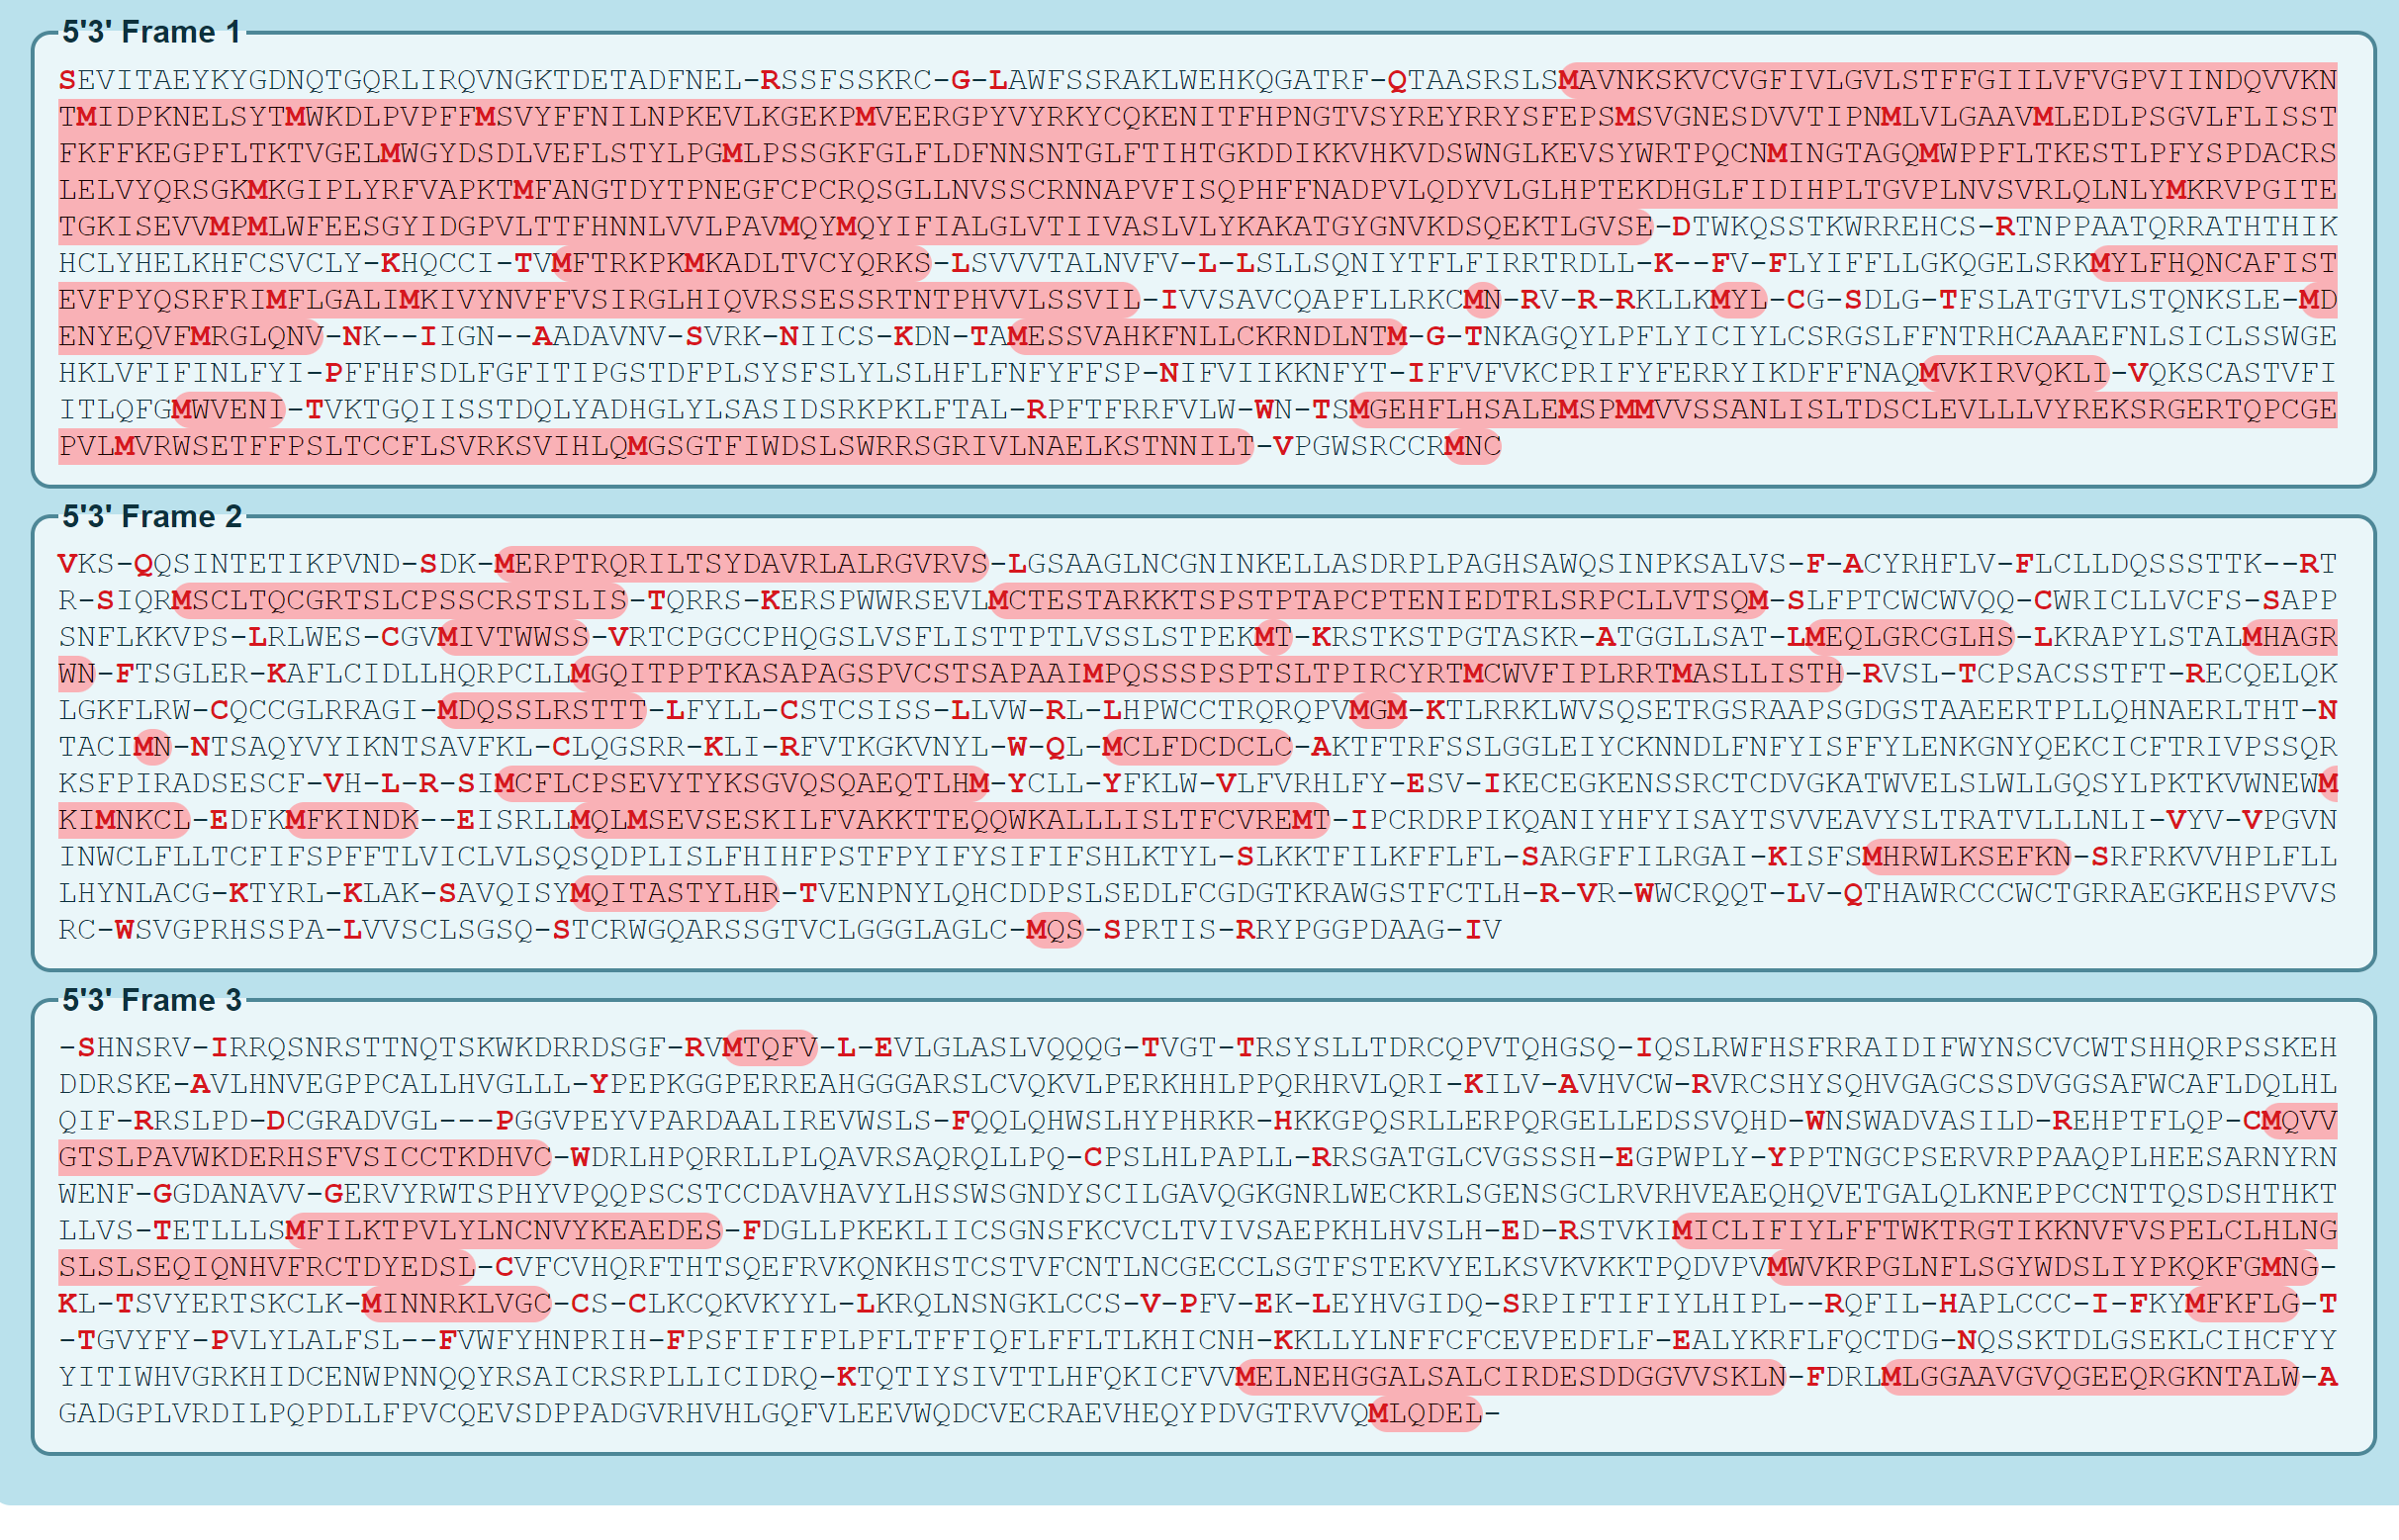 5'3' Frame 1
SEVITAEYKYGDNQTGQRLIRQVNGKTDETADFNEL-RSSFSSKRC-G-LAWFSSRAKLWEHKQGATRF-QTAASRSLSMAVNKSKVCVGFIVLGVLSTFFGIILVFVGPVIINDQVVKN
TMIDPKNELSYTMWKDLPVPFFMSVYFFNILNPKEVLKGEKPMVEERGPYVYRKYCQKENITFHPNGTVSYREYRRYSFEPSMSVGNESDVVTIPNMLVLGAAVMLEDLPSGVLFLISST
FKFFKEGPFLTKTVGELMWGYDSDLVEFLSTYLPGMLPSSGKFGLFLDFNNSNTGLFTIHTGKDDIKKVHKVDSWNGLKEVSYWRTPQCNMINGTAGQMWPPFLTKESTLPFYSPDACRS
LELVYQRSGKMKGIPLYRFVAPKTMFANGTDYTPNEGFCPCRQSGLLNVSSCRNNAPVFISQPHFFNADPVLQDYVLGLHPTEKDHGLFIDIHPLTGVPLNVSVRLQLNLYMKRVPGITE
TGKISEVVMPMLWFEESGYIDGPVLTTFHNNLVVLPAVMQYMQYIFIALGLVTIIVASLVLYKAKATGYGNVKDSQEKTLGVSE-DTWKQSSTKWRREHCS-RTNPPAATQRRATHTHIK
HCLYHELKHFCSVCLY-KHQCCI-TVMFTRKPKMKADLTVCYQRKS-LSVVVTALNVFV-L-LSLLSQNIYTFLFIRRTRDLL-K--FV-FLYIFFLLGKQGELSRKMYLFHQNCAFIST
EVFPYQSRFRIMFLGALIMKIVYNVFFVSIRGLHIQVRSSESSRTNTPHVVLSSVIL-IVVSAVCQAPFLLRKCMN-RV-R-RKLLKMYL-CG-SDLG-TFSLATGTVLSTQNKSLE-MD
ENYEQVFMRGLQNV-NK--IIGN--AADAVNV-SVRK-NIICS-KDN-TAMESSVAHKFNLLCKRNDLNTM-G-TNKAGQYLPFLYICIYLCSRGSLFFNTRHCAAAEFNLSICLSSWGE
HKLVFIFINLFYI-PFFHFSDLFGFITIPGSTDFPLSYSFSLYLSLHFLFNFYFFSP-NIFVIIKKNFYT-IFFVFVKCPRIFYFERRYIKDFFFNAQMVKIRVQKLI-VQKSCASTVFI
ITLQFGMWVENI-TVKTGQIISSTDQLYADHGLYLSASIDSRKPKLFTAL-RPFTFRRFVLW-WN-TSMGEHFLHSALEMSPMMVVSSANLISLTDSCLEVLLLVYREKSRGERTQPCGE
PVLMVRWSETFFPSLTCCFLSVRKSVIHLQMGSGTFIWDSLSWRRSGRIVLNAELKSTNNILT-VPGWSRCCRMNC
5'3' Frame 2
VKS-QQSINTETIKPVND-SDK-MERPTRQRILTSYDAVRLALRGVRVS-LGSAAGLNCGNINKELLASDRPLPAGHSAWQSINPKSALVS-F-ACYRHFLV-FLCLLDQSSSTTK--RT
R-SIQRMSCLTQCGRTSLCPSSCRSTSLIS-TQRRS-KERSPWWRSEVLMCTESTARKKTSPSTPTAPCPTENIEDTRLSRPCLLVTSQM-SLFPTCWCWVQQ-CWRICLLVCFS-SAPP
SNFLKKVPS-LRLWES-CGVMIVTWWSS-VRTCPGCCPHQGSLVSFLISTTPTLVSSLSTPEKMT-KRSTKSTPGTASKR-ATGGLLSAT-LMEQLGRCGLHS-LKRAPYLSTALMHAGR
WN-FTSGLER-KAFLCIDLLHQRPCLLMGQITPPTKASAPAGSPVCSTSAPAAIMPQSSSPSPTSLTPIRCYRTMCWVFIPLRRTMASLLISTH-RVSL-TCPSACSSTFT-RECQELQK
LGKFLRW-CQCCGLRRAGI-MDQSSLRSTTT-LFYLL-CSTCSISS-LLVW-RL-LHPWCCTRQRQPVMGM-KTLRRKLWVSQSETRGSRAAPSGDGSTAAEERTPLLQHNAERLTHT-N
TACIMN-NTSAQYVYIKNTSAVFKL-CLQGSRR-KLI-RFVTKGKVNYL-W-QL-MCLFDCDCLC-AKTFTRFSSLGGLEIYCKNNDLFNFYISFFYLENKGNYQEKCICFTRIVPSSQR
KSFPIRADSESCF-VH-L-R-SIMCFLCPSEVYTYKSGVQSQAEQTLHM-YCLL-YFKLW-VLFVRHLFY-ESV-IKECEGKENSSRCTCDVGKATWVELSLWLLGQSYLPKTKVWNEWM
KIMNKCL-EDFKMFKINDK--EISRLLMQLMSEVSESKILFVAKKTTEQQWKALLLISLTFCVREMT-IPCRDRPIKQANIYHFYISAYTSVVEAVYSLTRATVLLLNLI-VYV-VPGVN
INWCLFLLTCFIFSPFFTLVICLVLSQSQDPLISLFHIHFPSTFPYIFYSIFIFSHLKTYL-SLKKTFILKFFLFL-SARGFFILRGAI-KISFSMHRWLKSEFKN-SRFRKVVHPLFLL
LHYNLACG-KTYRL-KLAK-SAVQISYMQITASTYLHR-TVENPNYLQHCDDPSLSEDLFCGDGTKRAWGSTFCTLH-R-VR-WWCRQQT-LV-QTHAWRCCCWCTGRRAEGKEHSPVVS
RC-WSVGPRHSSPA-LVVSCLSGSQ-STCRWGQARSSGTVCLGGGLAGLC-MQS-SPRTIS-RRYPGGPDAAG-IV
5'3' Frame 3
-SHNSRV-IRRQSNRSTTNQTSKWKDRRDSGF-RVMTQFV-L-EVLGLASLVQQQG-TVGT-TRSYSLLTDRCQPVTQHGSQ-IQSLRWFHSFRRAIDIFWYNSCVCWTSHHQRPSSKEH
DDRSKE-AVLHNVEGPPCALLHVGLLL-YPEPKGGPERREAHGGGARSLCVQKVLPERKHHLPPQRHRVLQRI-KILV-AVHVCW-RVRCSHYSQHVGAGCSSDVGGSAFWCAFLDQLHL
QIF-RRSLPD-DCGRADVGL---PGGVPEYVPARDAALIREVWSLS-FQQLQHWSLHYPHRKR-HKKGPQSRLLERPQRGELLEDSSVQHD-WNSWADVASILD-REHPTFLQP-CMQVV
GTSLPAVWKDERHSFVSICCTKDHVC-WDRLHPQRRLLPLQAVRSAQRQLLPQ-CPSLHLPAPLL-RRSGATGLCVGSSSH-EGPWPLY-YPPTNGCPSERVRPPAAQPLHEESARNYRN
WENF-GGDANAVV-GERVYRWTSPHYVPQQPSCSTCCDAVHAVYLHSSWSGNDYSCILGAVQGKGNRLWECKRLSGENSGCLRVRHVEAEQHQVETGALQLKNEPPCCNTTQSDSHTHKT
LLVS-TETLLLSMFILKTPVLYLNCNVYKEAEDES-FDGLLPKEKLIICSGNSFKCVCLTVIVSAEPKHLHVSLH-ED-RSTVKIMICLIFIYLFFTWKTRGTIKKNVFVSPELCLHLNG
SLSLSEQIQNHVFRCTDYEDSL-CVFCVHQRFTHTSQEFRVKQNKHSTCSTVFCNTLNCGECCLSGTFSTEKVYELKSVKVKKTPQDVPVMWVKRPGLNFLSGYWDSLIYPKQKFGMNG-
KL-TSVYERTSKCLK-MINNRKLVGC-CS-CLKCQKVKYYL-LKRQLNSNGKLCCS-V-PFV-EK-LEYHVGIDQ-SRPIFTIFIYLHIPL--RQFIL-HAPLCCC-I-FKYMFKFLG-T
-TGVYFY-PVLYLALFSL--FVWFYHNPRIH-FPSFIFIFPLPFLTFFIQFLFFLTLKHICNH-KKLLYLNFFCFCEVPEDFLF-EALYKRFLFQCTDG-NQSSKTDLGSEKLCIHCFYY
YITIWHVGRKHIDCENWPNNQQYRSAICRSRPLLICIDRQ-KTQTIYSIVTTLHFQKICFVVMELNEHGGALSALCIRDESDDGGVVSKLN-FDRLMLGGAAVGVQGEEQRGKNTALW-A
GADGPLVRDILPQPDLLFPVCQEVSDPPADGVRHVHLGQFVLEEVWQDCVECRAEVHEQYPDVGTRVVQMLQDEL-